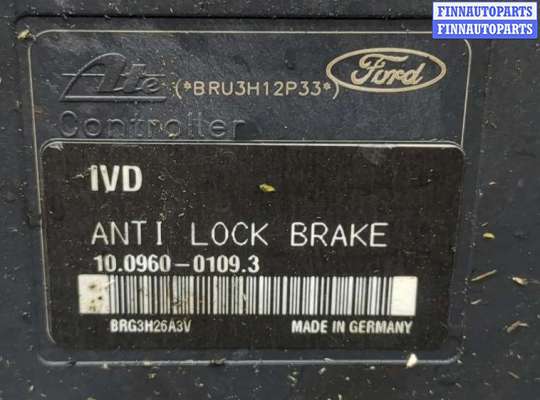 FINNAUTOPARTS
FINNAUTOPARTS
Ate (*BRU3H12P33*) Ford
Controller
IVD
ANTI LOCK BRAKE
10.0960-0109.3
BRG3H26A3V MADE IN GERMANY